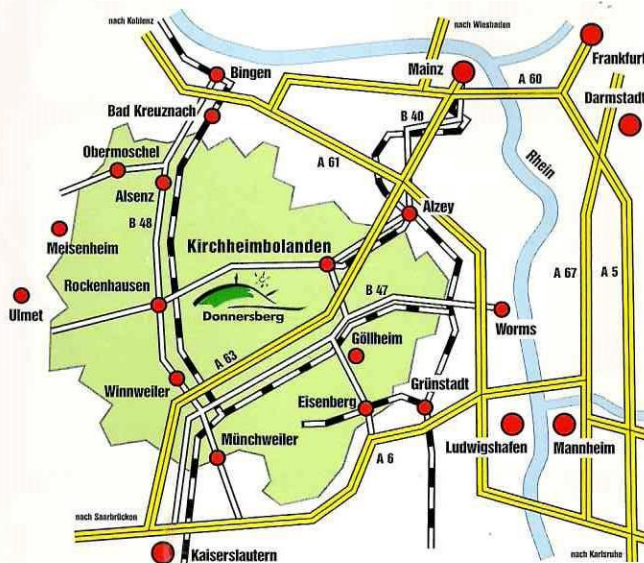 nach Koblenz
nach Wiesbaden
Frankfurt
Mainz
Bingen
A 60
Darmstadt
Bad Kreuznach
B 40
Obermoschel
A 61
Rhein
Alsenz
Alzey
B 48
Meisenheim
Kirchheimbolanden
A 67
A 5
Rockenhausen
B 47
Ulmet
Donnersberg
Worms
Göllheim
A 63
Winnweiler
Grünstadt
Eisenberg
Münchweiler
Ludwigshafen
Mannheim
A 6
nach Saarbrücken
Kaiserslautern
nach Karlsruhe